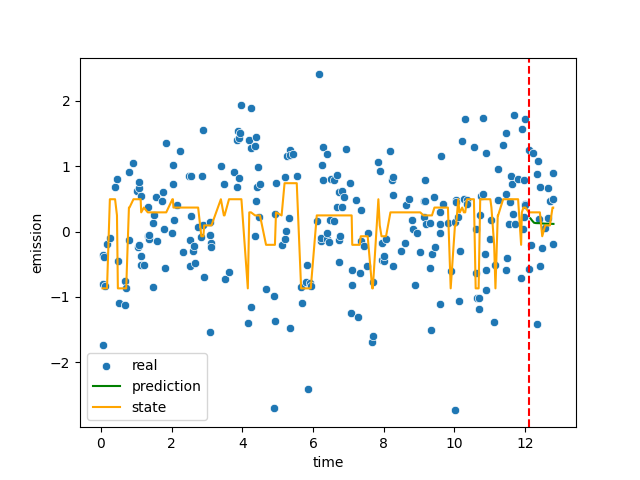 2
1
0
−1
−2
emission
real
prediction
state
0 2 4 6 8 10 12
time